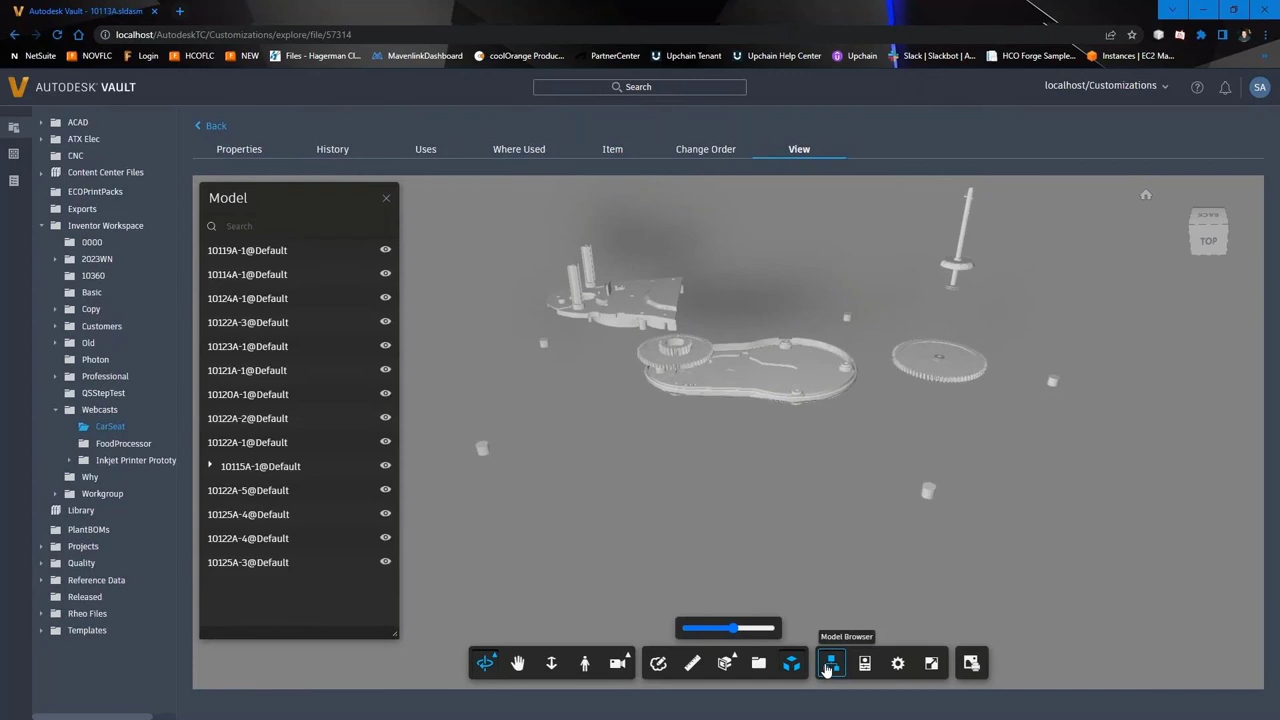 Autodesk Vault - 10113A.sldasm
localhost/AutodeskTC/Customizations/explore/file/57314
NetSuite NOVFLC Login HCOFLC NEW Files - Hagerman Cl... MavenlinkDashboard coolOrange Produc... PartnerCenter Upchain Tenant Upchain Help Center Upchain Slack | Slackbot | A... HCO Forge Sample... Instances | EC2 Ma...
AUTODESK VAULT
Search
localhost/Customizations
SA
ACAD
ATX Elec
CNC
Content Center Files
ECOPrintPacks
Exports
Inventor Workspace
0000
2023WN
10360
Basic
Copy
Customers
Old
Photon
Professional
QSStepTest
Webcasts
CarSeat
FoodProcessor
Inkjet Printer Prototy
Why
Workgroup
Library
PlantBOMs
Projects
Quality
Reference Data
Released
Rheo Files
Templates
Back
Properties History Uses Where Used Item Change Order View
Model
Search
10119A-1@Default
10114A-1@Default
10124A-1@Default
10122A-3@Default
10123A-1@Default
10121A-1@Default
10120A-1@Default
10122A-2@Default
10122A-1@Default
10115A-1@Default
10122A-5@Default
10125A-4@Default
10122A-4@Default
10125A-3@Default
BACK
TOP
Model Browser